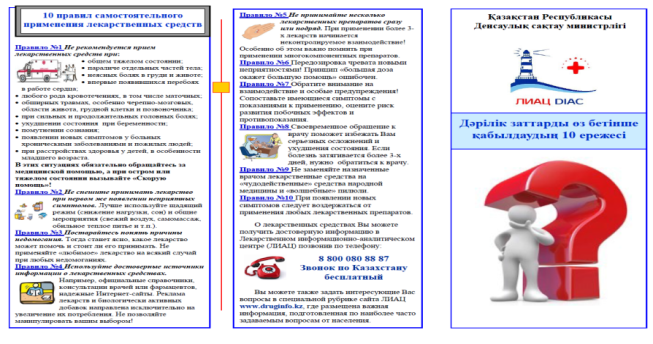 10 правил самостоятельного
применения лекарственных средств
Правило №1 Не рекомендуется прием
лекарственных средств при:
• общем тяжелом состоянии;
• параличе отдельных частей тела;
• неясных болях в груди и животе;
• впервые появившихся перебоях
в работе сердца;
• любого рода кровотечениях, в том числе маточных;
• обширных травмах, особенно черепно-мозговых,
области живота, грудной клетки и позвоночника;
• при сильных и продолжительных головных болях;
• ухудшении состояния при беременности;
• помутнении сознания;
• появлении новых симптомов у больных
хроническими заболеваниями и пожилых людей;
• при расстройствах здоровья у детей, в особенности
младшего возраста.
В этих ситуациях обязательно обращайтесь за
медицинской помощью, а при остром или
тяжелом состоянии вызывайте «Скорую
помощь»!
Правило №2 Не спешите принимать лекарство
при первом же появлении неприятных
симптомов. Лучше используйте щадящий
режим (снижение нагрузки, сон) и общие
мероприятия (свежий воздух, самомассаж,
обильное теплое питье и т.п.).
Правило №3 Постарайтесь понять причины
недомогания. Тогда станет ясно, какое лекарство
может помочь и стоит ли его принимать. Не
применяйте «любимое» лекарство на всякий случай
при любых недомоганиях.
Правило №4 Используйте достоверные источники
информации о лекарственных средствах.
Например, официальные справочники,
консультации врачей или фармацевтов,
надежные Интернет-сайты. Реклама
лекарств и биологически активных
добавок направлена исключительно на
увеличение их потребления. Не позволяйте
манипулировать вашим выбором!
Правило №5 Не принимайте несколько
лекарственных препаратов сразу
или подряд. При применении более 3-
х лекарств начинается
неконтролируемое взаимодействие!
Особенно об этом важно помнить при
применении многокомпонентных препаратов.
Правило №6 Передозировка чревата новыми
неприятностями! Принцип «большая доза
окажет большую помощь» ошибочен.
Правило №7 Обратите внимание на
взаимодействие и особые предупреждения!
Сопоставьте имеющиеся симптомы с
показаниями к применению, оцените риск
развития побочных эффектов и
противопоказания
Правило №8 Своевременное обращение к
врачу поможет избежать Вам
серьезных осложнений и
ухудшения состояния. Если
болезнь затягивается более 3-х
дней, нужно обратиться к врачу.
Правило №9 Не заменяйте назначенные
врачом лекарственные средства на
«чудодейственные» средства народной
медицины и «волшебные» пилюли.
Правило №10 При появлении новых
симптомов следует воздержаться от
применения любых лекарственных препаратов.
О лекарственных средствах Вы можете
получить достоверную информацию в
Лекарственном информационно-аналитическом
центре (ЛИАЦ) позвонив по телефону:
8 800 080 88 87
Звонок по Казахстану
бесплатный
Вы можете также задать интересующие Вас
вопросы в специальной рубрике сайта ЛИАЦ
www.druginfo.kz, где размещена важная
информация, подготовленная по наиболее часто
задаваемым вопросам от населения.
Қазақстан Республикасы
Денсаулық сақтау министрлігі
ЛИАЦ DIAC
Дәрілік заттарды өз бетінше
қабылдаудың 10 ережесі